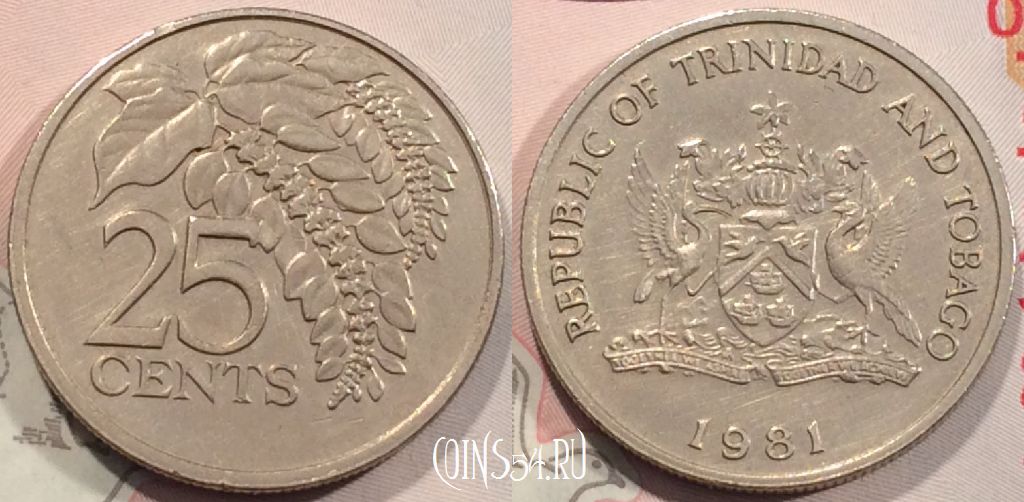 25
CENTS
REPUBLIC OF TRINIDAD AND TOBAGO
1981
COINS54.RU